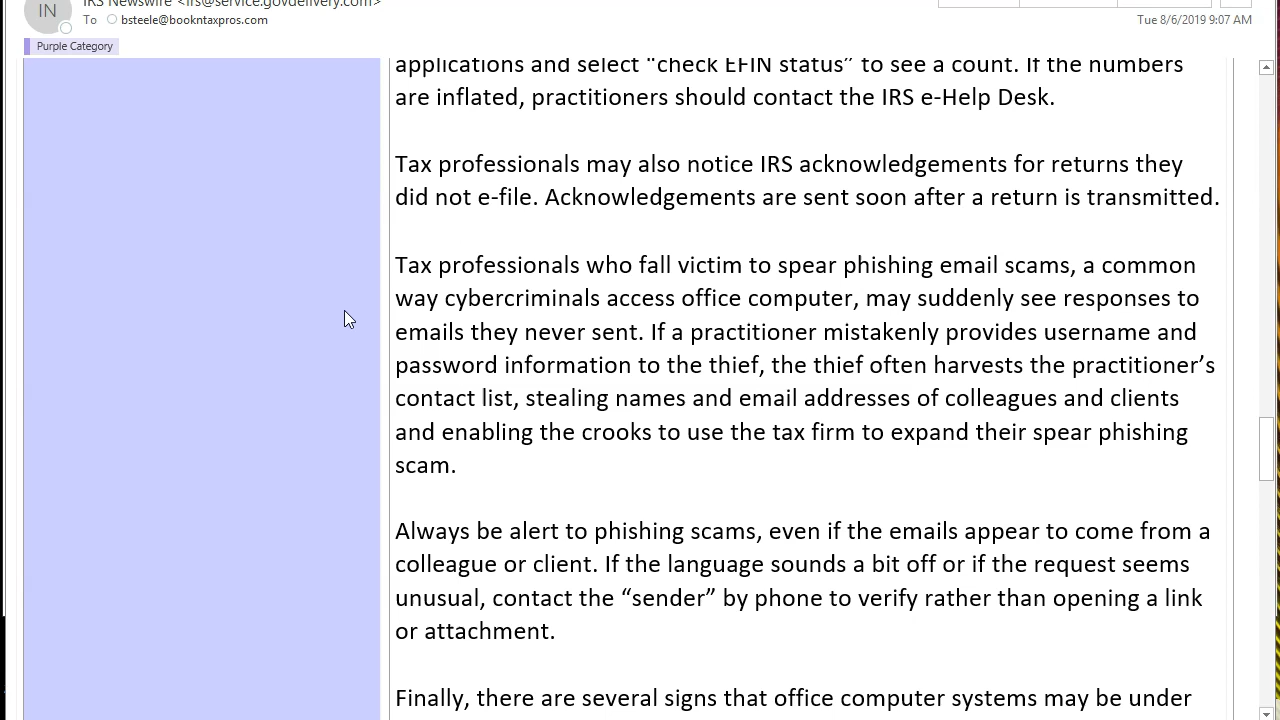 IN
IRS Newswire <irs@service.govdelivery.com>
To bsteele@bookntaxpros.com
Tue 8/6/2019 9:07 AM
Purple Category
applications and select “check EFIN status” to see a count. If the numbers
are inflated, practitioners should contact the IRS e-Help Desk.
Tax professionals may also notice IRS acknowledgements for returns they
did not e-file. Acknowledgements are sent soon after a return is transmitted.
Tax professionals who fall victim to spear phishing email scams, a common
way cybercriminals access office computer, may suddenly see responses to
emails they never sent. If a practitioner mistakenly provides username and
password information to the thief, the thief often harvests the practitioner’s
contact list, stealing names and email addresses of colleagues and clients
and enabling the crooks to use the tax firm to expand their spear phishing
scam.
Always be alert to phishing scams, even if the emails appear to come from a
colleague or client. If the language sounds a bit off or if the request seems
unusual, contact the “sender” by phone to verify rather than opening a link
or attachment.
Finally, there are several signs that office computer systems may be under